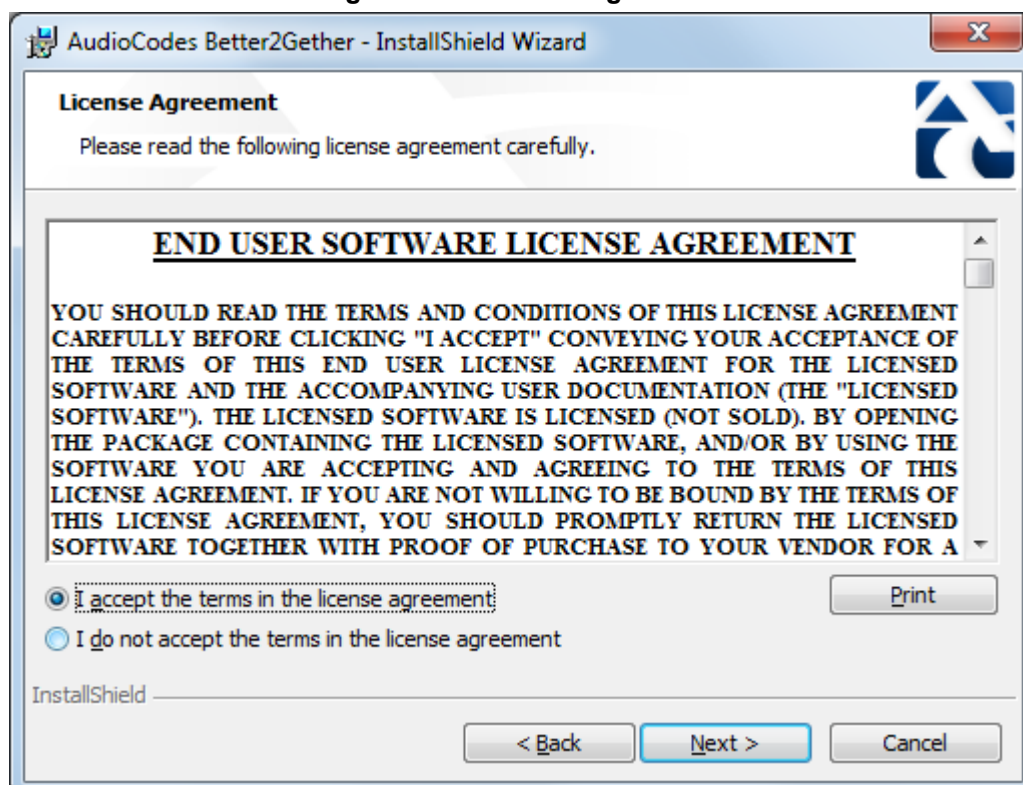 AudioCodes Better2Gether - InstallShield Wizard
License Agreement
Please read the following license agreement carefully.
END USER SOFTWARE LICENSE AGREEMENT
YOU SHOULD READ THE TERMS AND CONDITIONS OF THIS LICENSE AGREEMENT
CAREFULLY BEFORE CLICKING "I ACCEPT" CONVEYING YOUR ACCEPTANCE OF
THE TERMS OF THIS END USER LICENSE AGREEMENT FOR THE LICENSED
SOFTWARE AND THE ACCOMPANYING USER DOCUMENTATION (THE "LICENSED
SOFTWARE"). THE LICENSED SOFTWARE IS LICENSED (NOT SOLD). BY OPENING
THE PACKAGE CONTAINING THE LICENSED SOFTWARE, AND/OR BY USING THE
SOFTWARE YOU ARE ACCEPTING AND AGREEING TO THE TERMS OF THIS
LICENSE AGREEMENT. IF YOU ARE NOT WILLING TO BE BOUND BY THE TERMS OF
THIS LICENSE AGREEMENT, YOU SHOULD PROMPTLY RETURN THE LICENSED
SOFTWARE TOGETHER WITH PROOF OF PURCHASE TO YOUR VENDOR FOR A
I accept the terms in the license agreement
Print
I do not accept the terms in the license agreement
InstallShield
< Back Next > Cancel